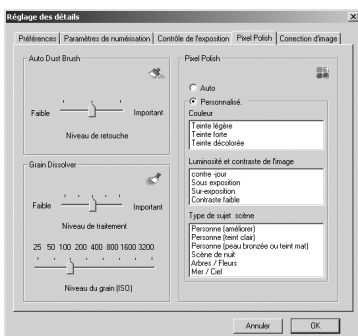 Réglage des détails
Préférences
Paramètres de numérisation
Contrôle de l'exposition
Pixel Polish
Correction d'image
Auto Dust Brush
Faible
Important
Niveau de retouche
Grain Dissolver
Faible
Important
Niveau de traitement
25 50 100 200 400 800 1600 3200
Niveau du grain (ISO)
Pixel Polish
Auto
Personnalisé.
Couleur
Teinte légère
Teinte forte
Teinte décolorée
Luminosité et contraste de l'image
contre -jour
Sous exposition
Sur-exposition
Contraste faible
Type de sujet scène
Personne (améliorer)
Personne (teint clair)
Personne (peau bronzée ou teint mat)
Scène de nuit
Arbres / Fleurs
Mer / Ciel
Annuler
OK